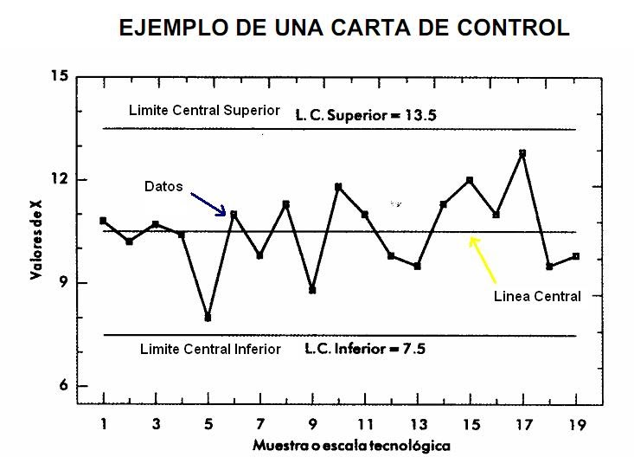 EJEMPLO DE UNA CARTA DE CONTROL
15
Limite Central Superior L.C. Superior = 13.5
12
Datos
Valores de X
9
Linea Central
Limite Central Inferior L.C. Inferior = 7.5
6
1 3 5 7 9 11 13 15 17 19
Muestra o escala tecnológica